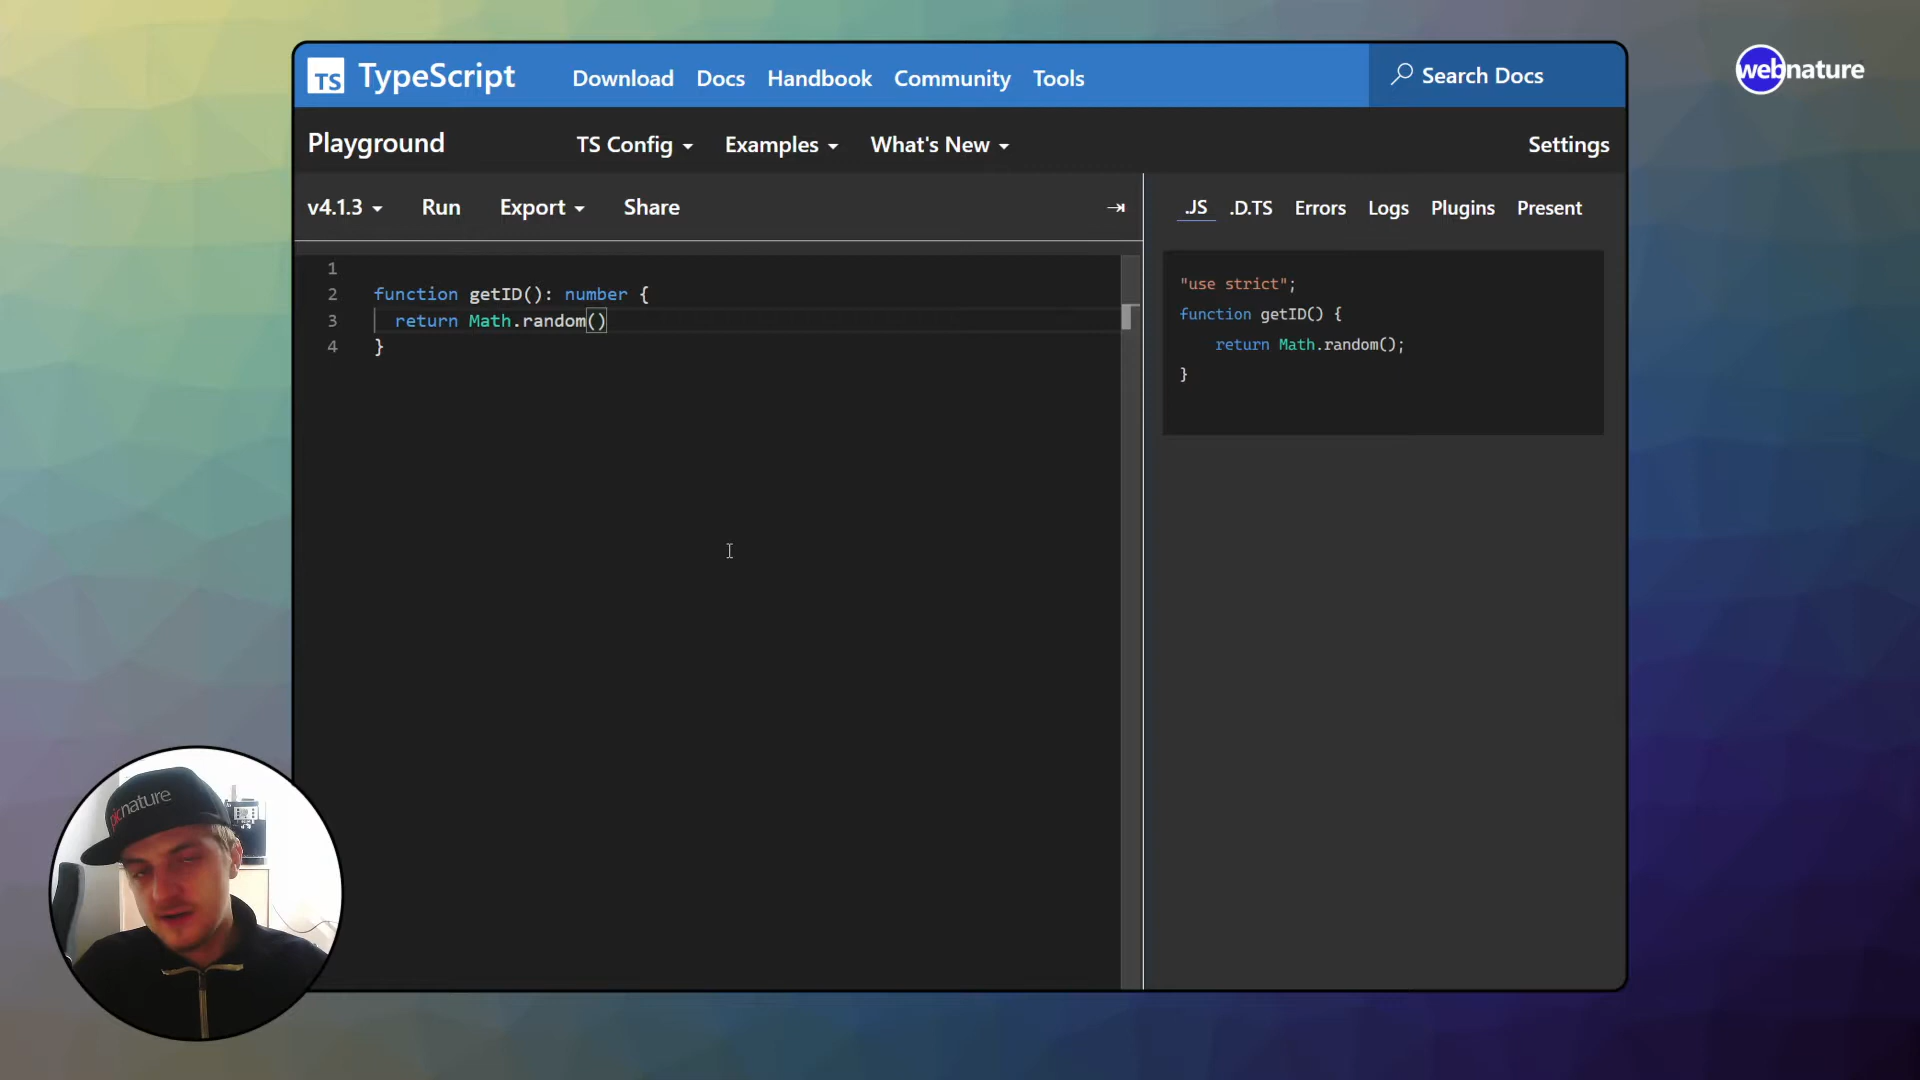 TS TypeScript Download Docs Handbook Community Tools Search Docs
webnature
Playground TS Config Examples What's New Settings
v4.1.3 Run Export Share
.JS .D.TS Errors Logs Plugins Present
1
2 function getID(): number {
3 return Math.random()
4 }
"use strict";
function getID() {
return Math.random();
}
picnature